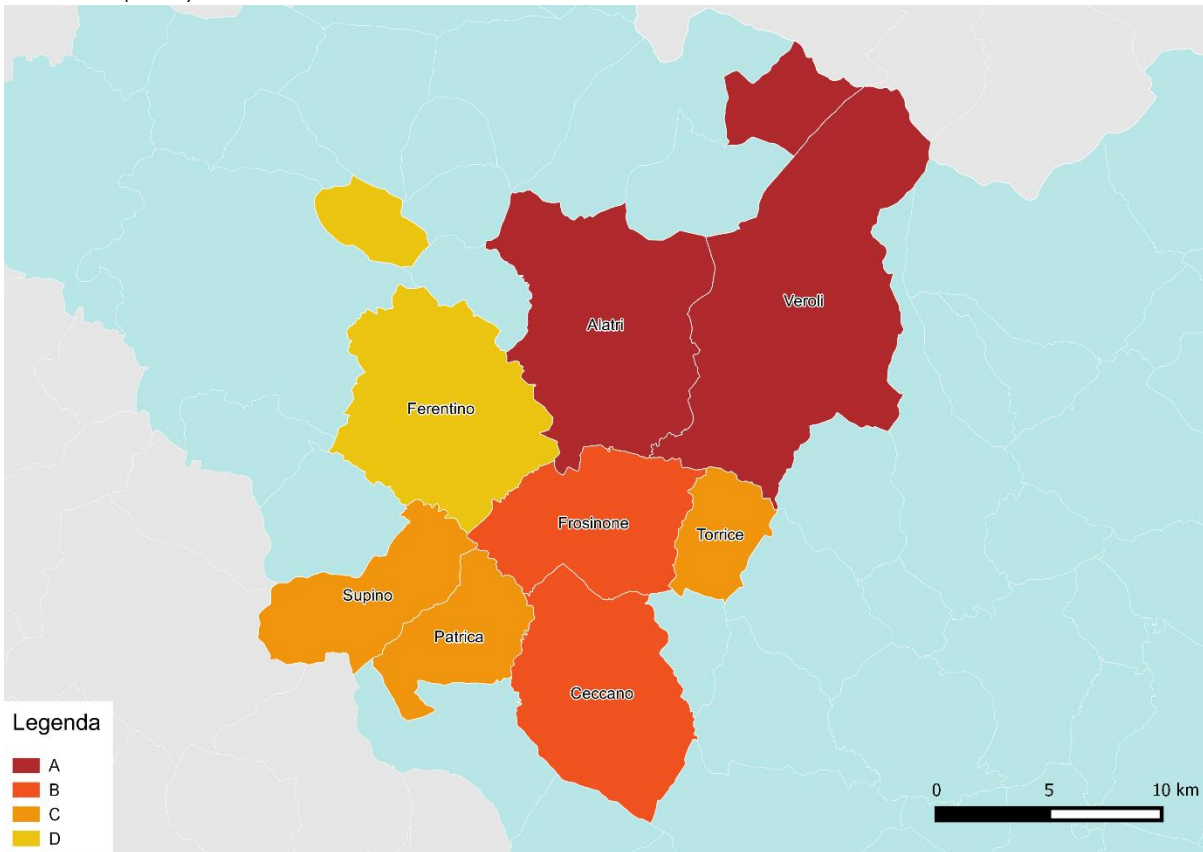 Veroli
Alatri
Ferentino
Frosinone
Torrice
Supino
Patrica
Ceccano
Legenda
A
B
C
D
0 5 10 km